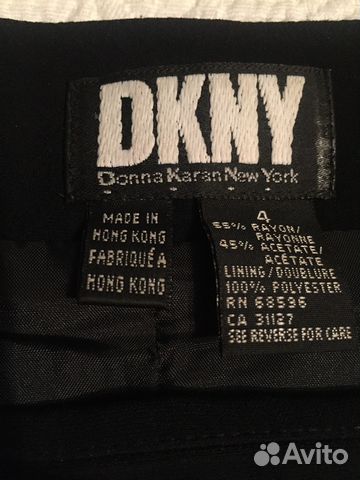 DKNY
Donna Karan New York
MADE IN
HONG KONG
FABRIQUÉ A
HONG KONG
4
55% RAYON/
RAYONNE
45% ACETATE/
ACÉTATE
LINING/DOUBLURE
100% POLYESTER
RN 68596
CA 31127
SEE REVERSE FOR CARE
Avito